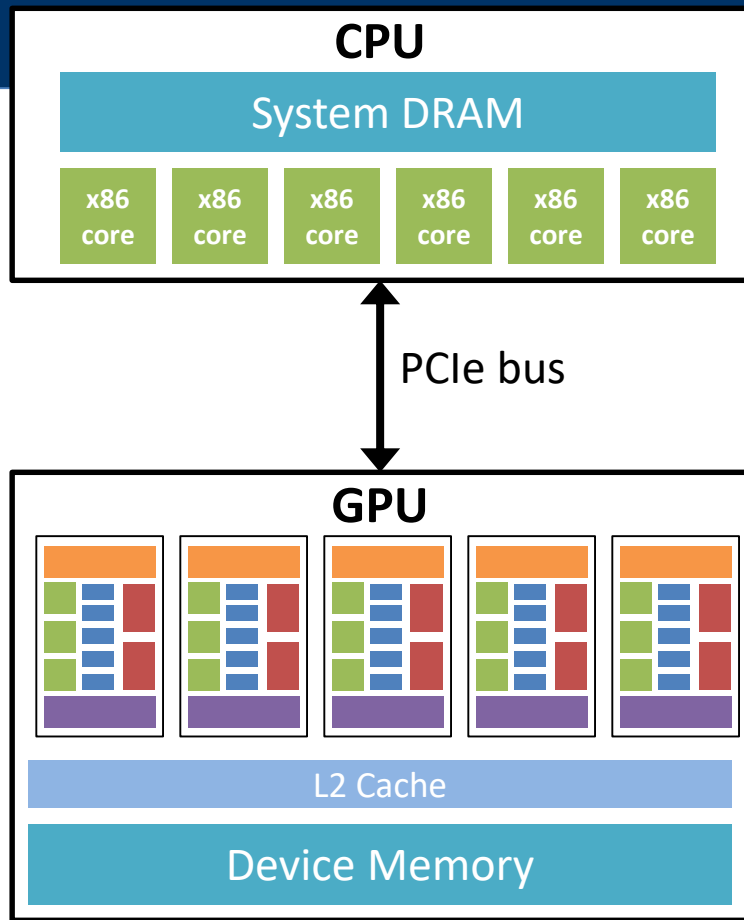 CPU
System DRAM
x86 core
x86 core
x86 core
x86 core
x86 core
x86 core
PCIe bus
GPU
L2 Cache
Device Memory